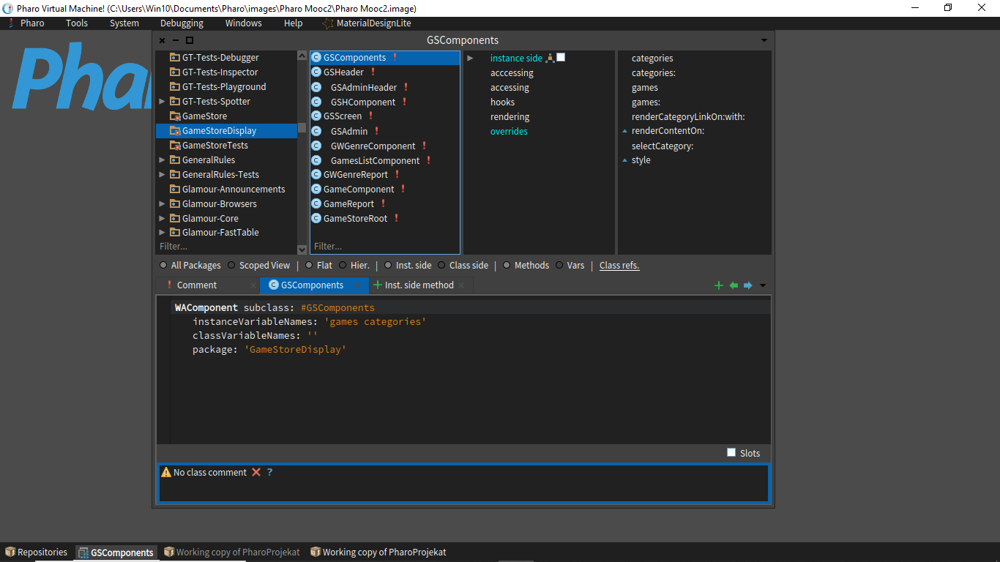 Pharo Virtual Machine! (C:\Users\Win10\Documents\Pharo\images\Pharo Mooc2\Pharo Mooc2.image)
Pharo Tools System Debugging Windows Help MaterialDesignLite
Phar
GSComponents
GT-Tests-Debugger
GT-Tests-Inspector
GT-Tests-Playground
GT-Tests-Spotter
GameStore
GameStoreDisplay
GameStoreTests
GeneralRules
GeneralRules-Tests
Glamour-Announcements
Glamour-Browsers
Glamour-Core
Glamour-FastTable
Filter...
GSComponents !
GSHeader !
GSAdminHeader !
GSHComponent !
GSScreen !
GSAdmin !
GWGenreComponent !
GamesListComponent !
GWGenreReport !
GameComponent !
GameReport !
GameStoreRoot !
Filter...
instance side
acccessing
accessing
hooks
rendering
overrides
categories
categories:
games
games:
renderCategoryLinkOn:with:
renderContentOn:
selectCategory:
style
All Packages Scoped View | Flat Hier. | Inst. side Class side | Methods Vars | Class refs.
! Comment GSComponents Inst. side method
WAComponent subclass: #GSComponents
instanceVariableNames: 'games categories'
classVariableNames: ''
package: 'GameStoreDisplay'
Slots
No class comment ?
Repositories GSComponents Working copy of PharoProjekat Working copy of PharoProjekat